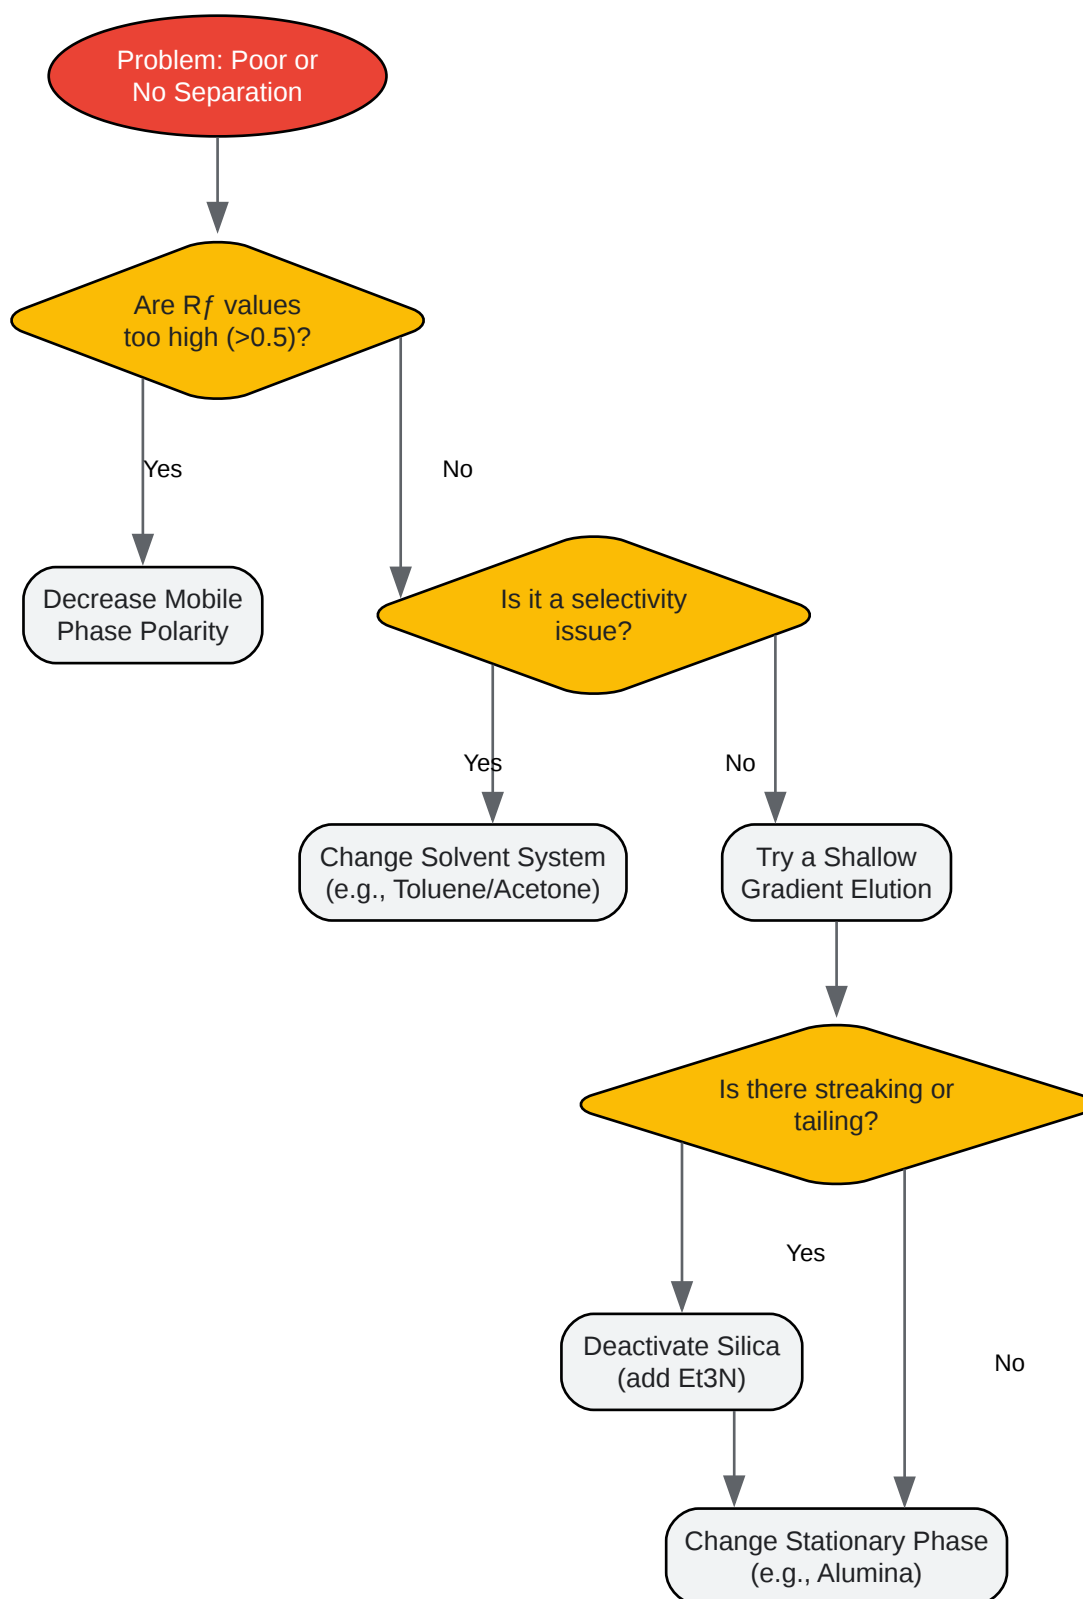 Problem: Poor or
No Separation
Are Rƒ values
too high (>0.5)?
Yes
No
Decrease Mobile
Phase Polarity
Is it a selectivity
issue?
Yes
No
Change Solvent System
(e.g., Toluene/Acetone)
Try a Shallow
Gradient Elution
Is there streaking or
tailing?
Yes
Deactivate Silica
(add Et3N)
No
Change Stationary Phase
(e.g., Alumina)